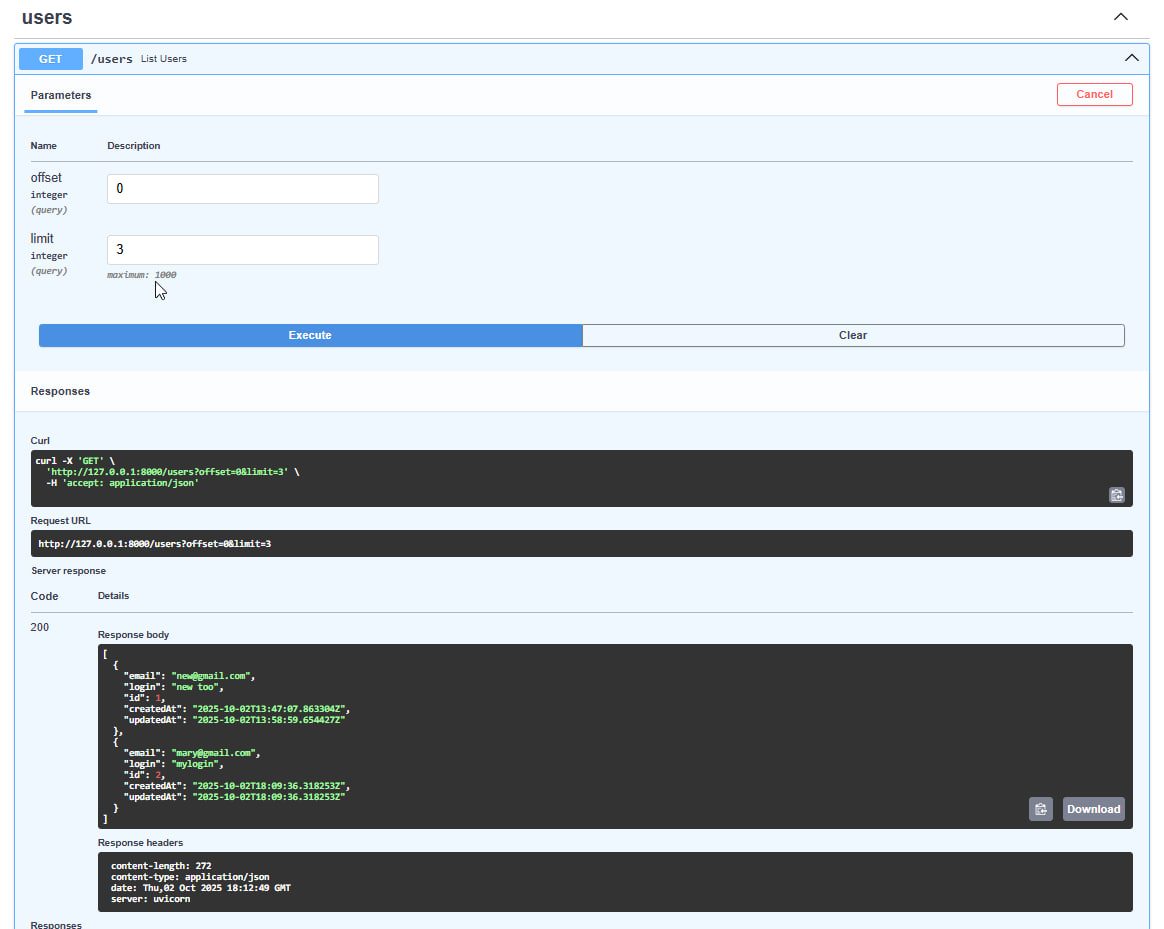 users
GET /users List Users
Parameters
Cancel
Name Description
offset
integer
(query)
0
limit
integer
(query)
3
maximum: 1000
Execute Clear
Responses
Curl
curl -X 'GET' \
  'http://127.0.0.1:8000/users?offset=0&limit=3' \
  -H 'accept: application/json'
Request URL
http://127.0.0.1:8000/users?offset=0&limit=3
Server response
Code Details
200
Response body
[
  {
    "email": "new@gmail.com",
    "login": "new too",
    "id": 1,
    "createdAt": "2025-10-02T13:47:07.863304Z",
    "updatedAt": "2025-10-02T13:58:59.654427Z"
  },
  {
    "email": "mary@gmail.com",
    "login": "mylogin",
    "id": 2,
    "createdAt": "2025-10-02T18:09:36.318253Z",
    "updatedAt": "2025-10-02T18:09:36.318253Z"
  }
]
Download
Response headers
content-length: 272
content-type: application/json
date: Thu,02 Oct 2025 18:12:49 GMT
server: uvicorn
Responses